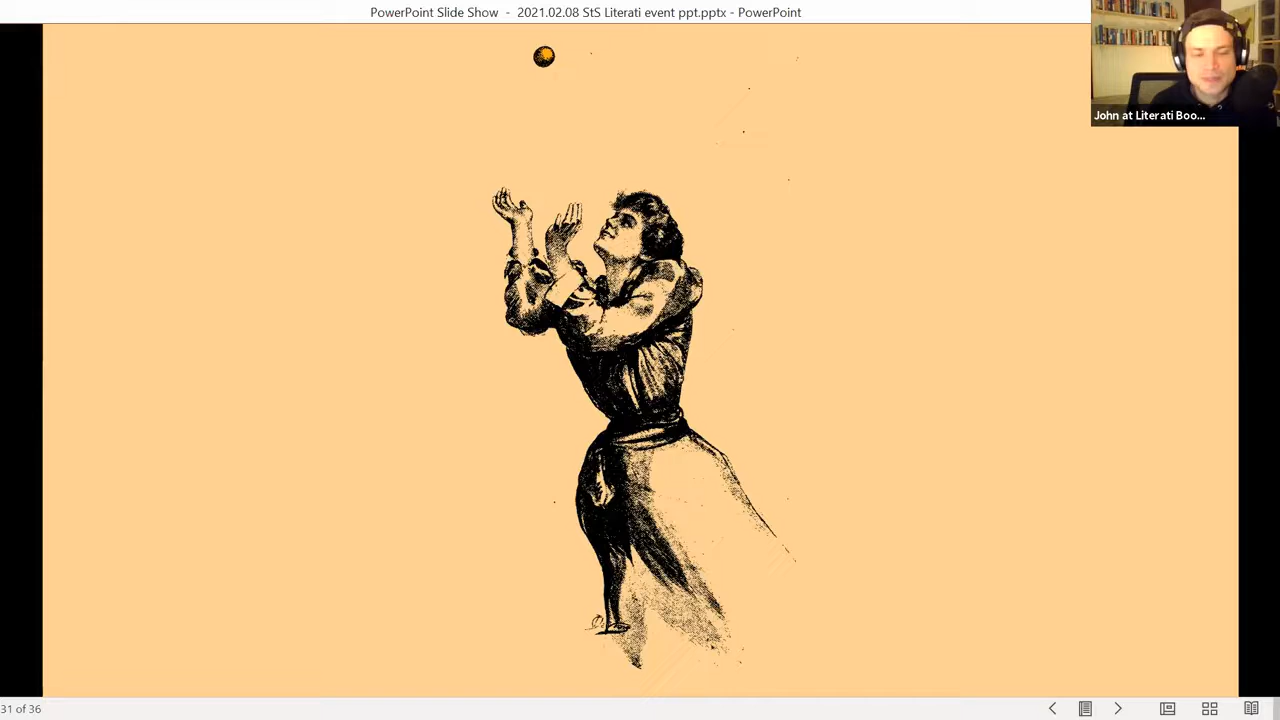 PowerPoint Slide Show - 2021.02.08 StS Literati event ppt.pptx - PowerPoint
John at Literati Boo...
31 of 36